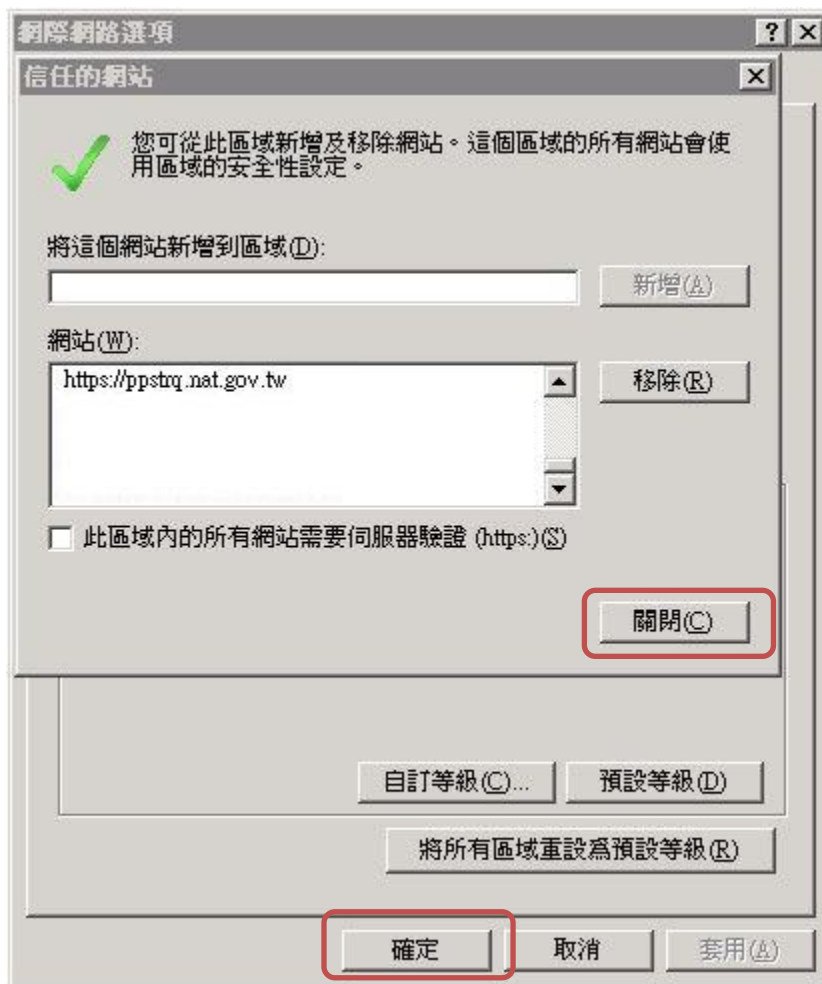 網際網路選項
信任的網站
您可從此區域新增及移除網站。這個區域的所有網站會使
用區域的安全性設定。
將這個網站新增到區域(D):
新增(A)
網站(W):
https://ppstrq.nat.gov.tw
移除(R)
此區域內的所有網站需要伺服器驗證 (https:)(S)
關閉(C)
自訂等級(C)... 預設等級(D)
將所有區域重設為預設等級(R)
確定 取消 套用(A)